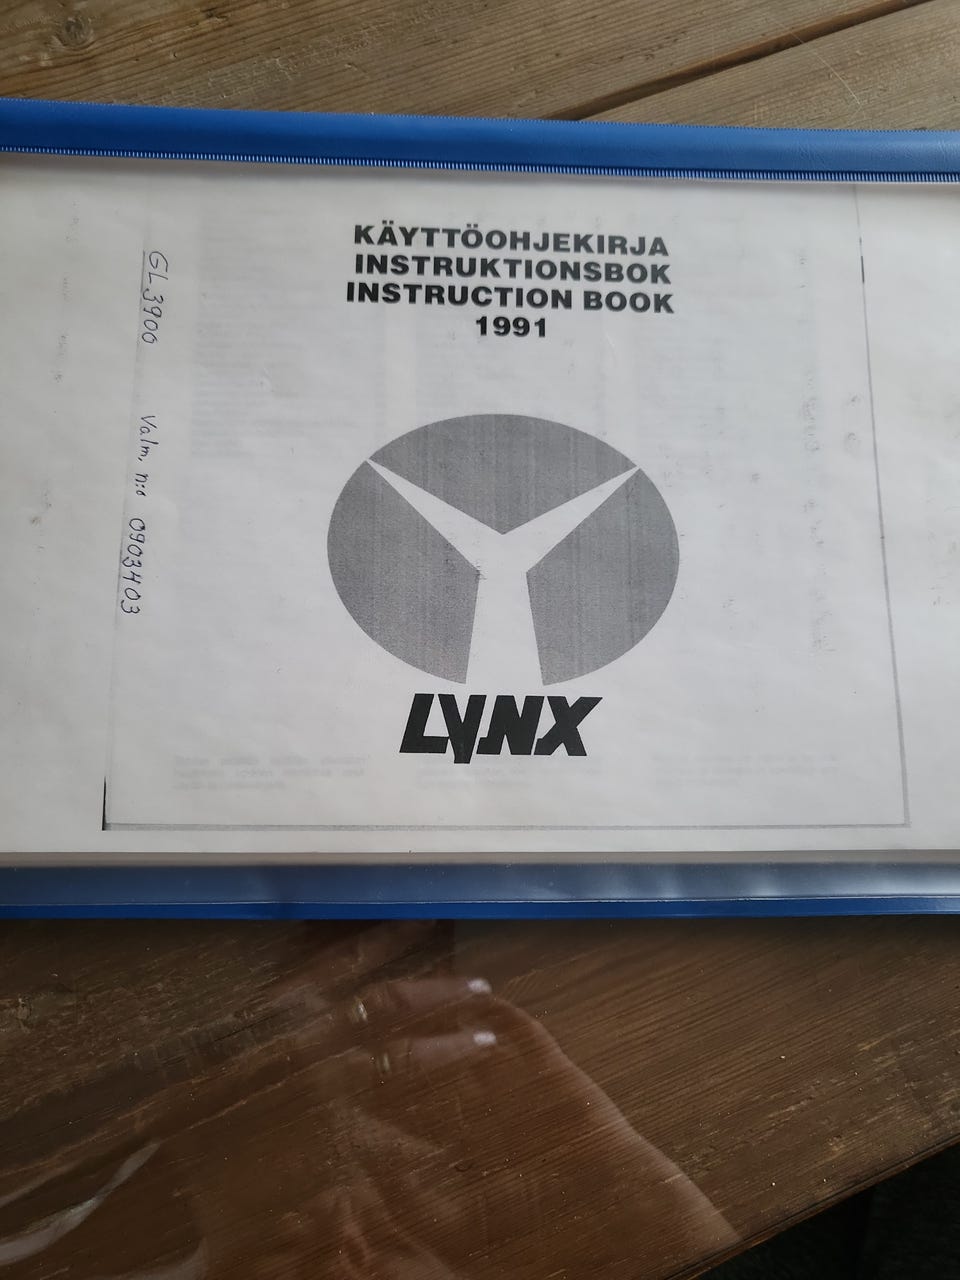 KÄYTTÖOHJEKIRJA
INSTRUKTIONSBOK
INSTRUCTION BOOK
1991
LYNX
GL 3900 Valm. n:o 0903403